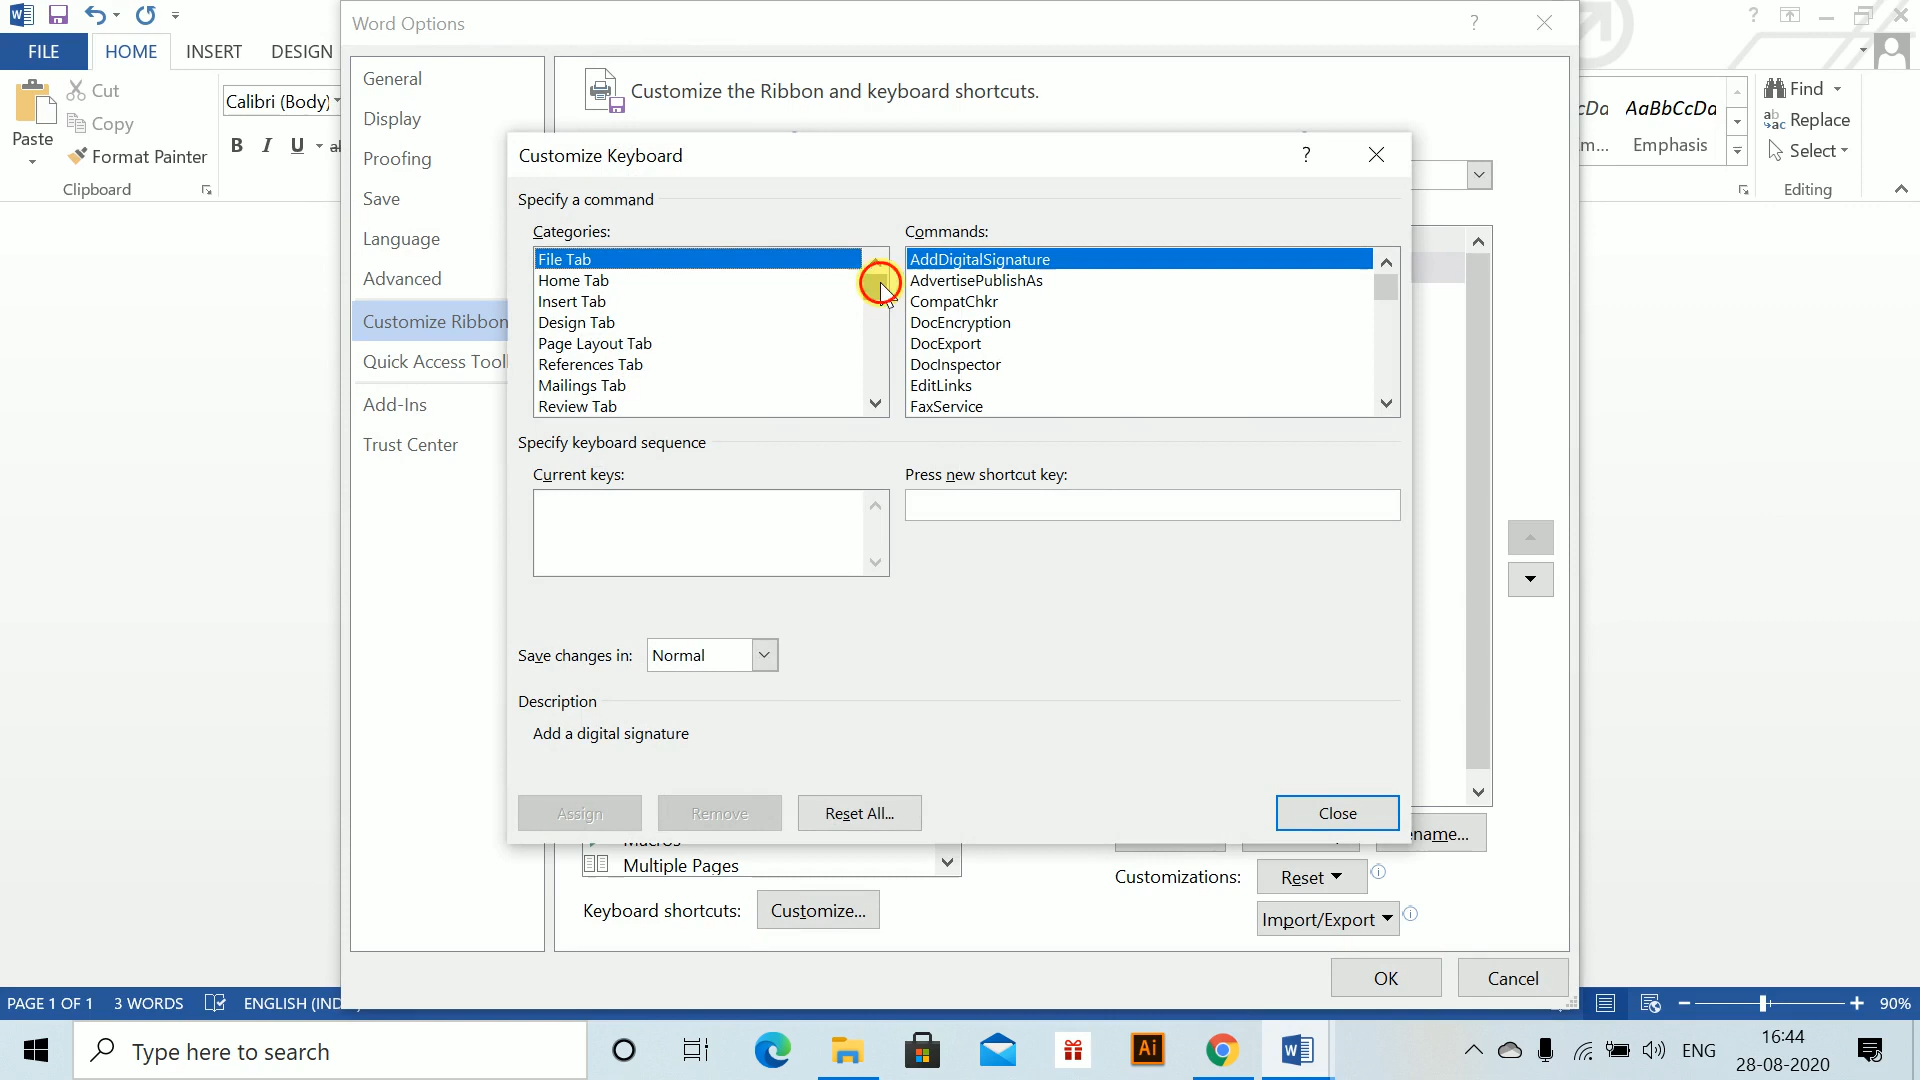 Word Options
FILE
HOME
INSERT
DESIGN
Paste
Cut
Copy
Format Painter
Clipboard
Calibri (Body)
B I U ab
AaBbCcDa
Emphasis
Find
Replace
Select
Editing
General
Display
Proofing
Save
Language
Advanced
Customize Ribbon
Quick Access Tool
Add-Ins
Trust Center
Customize the Ribbon and keyboard shortcuts.
Customize Keyboard
Specify a command
Categories:
File Tab
Home Tab
Insert Tab
Design Tab
Page Layout Tab
References Tab
Mailings Tab
Review Tab
Commands:
AddDigitalSignature
AdvertisePublishAs
CompatChkr
DocEncryption
DocExport
DocInspector
EditLinks
FaxService
Specify keyboard sequence
Current keys:
Press new shortcut key:
Save changes in: Normal
Description
Add a digital signature
Assign
Remove
Reset All...
Close
Multiple Pages
ename...
Customizations: Reset
Import/Export
Keyboard shortcuts: Customize...
OK
Cancel
PAGE 1 OF 1 3 WORDS ENGLISH (IND
90%
Type here to search
Ai
ENG
16:44
28-08-2020